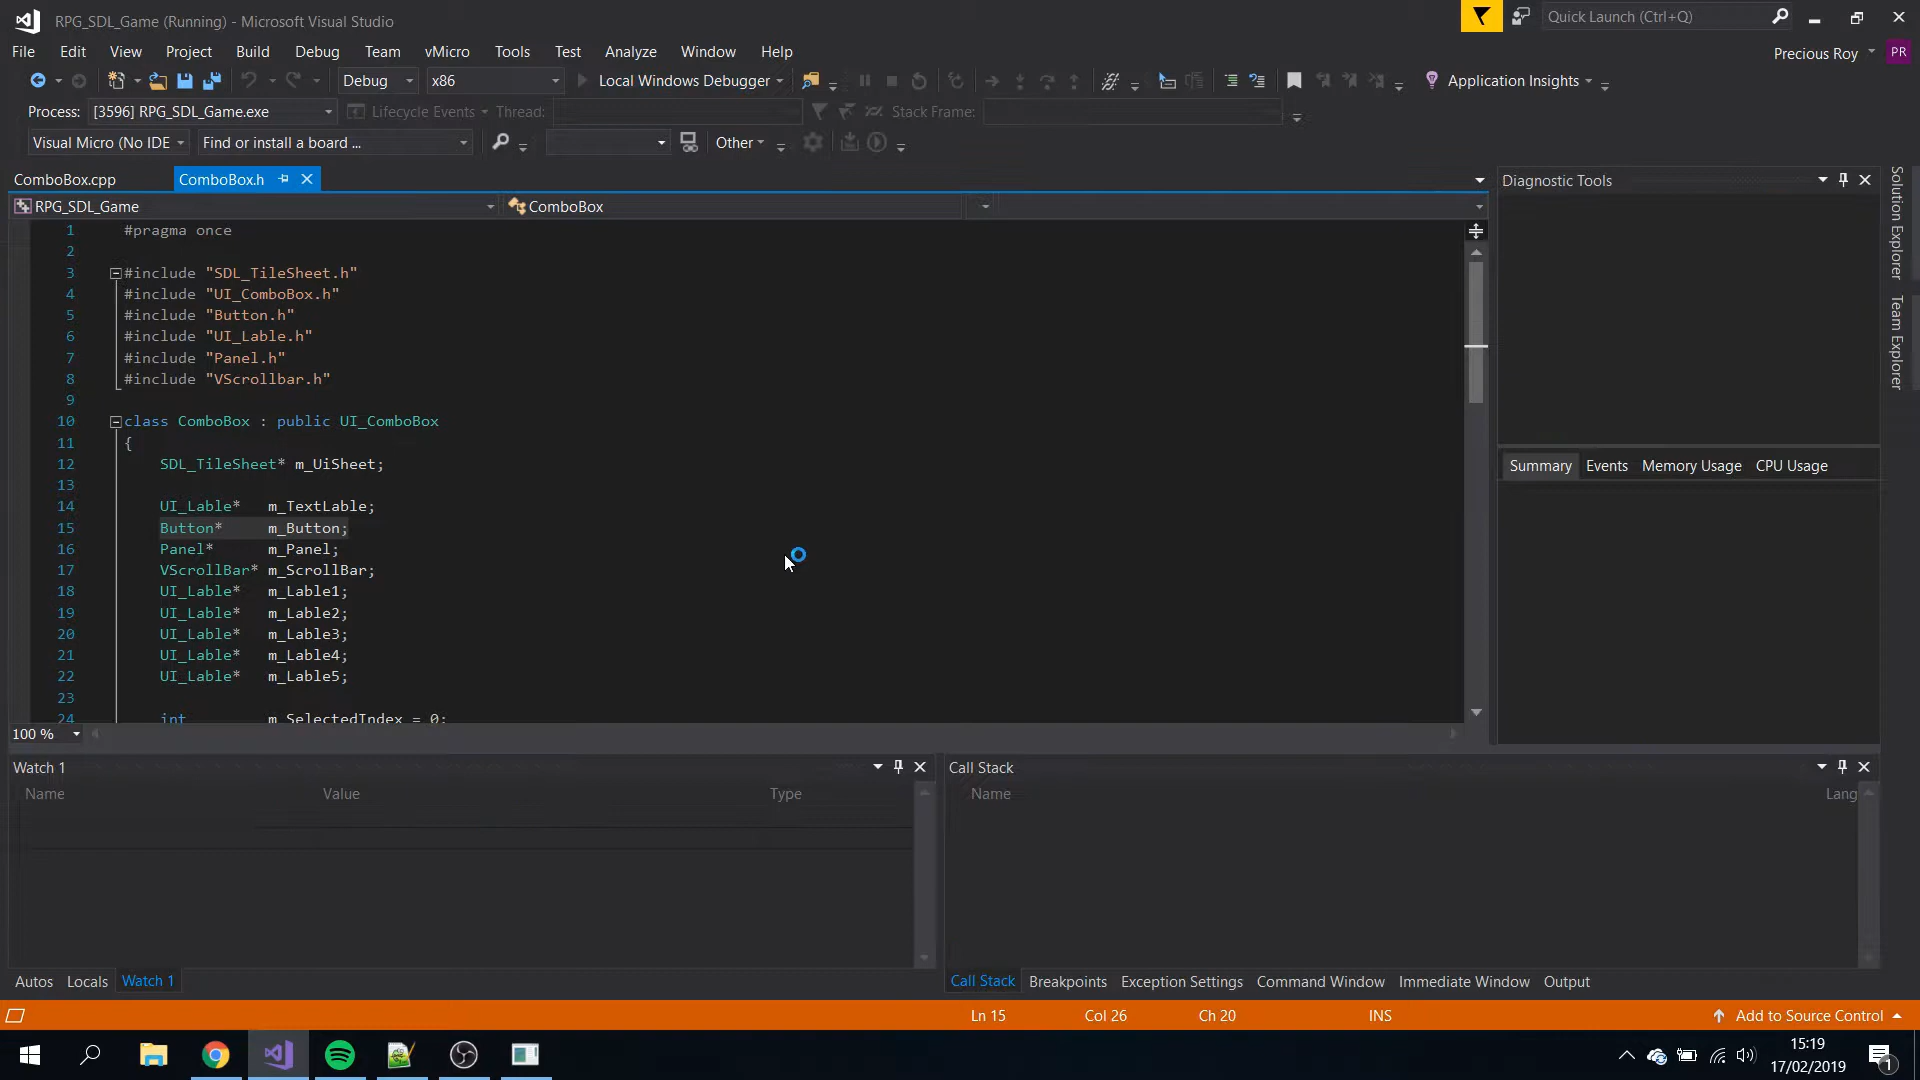 RPG_SDL_Game (Running) - Microsoft Visual Studio
Quick Launch (Ctrl+Q)
File Edit View Project Build Debug Team vMicro Tools Test Analyze Window Help
Precious Roy PR
Debug x86 Local Windows Debugger Application Insights
Process: [3596] RPG_SDL_Game.exe Lifecycle Events Thread: Stack Frame:
Visual Micro (No IDE Find or install a board ... Other
ComboBox.cpp ComboBox.h
Diagnostic Tools
RPG_SDL_Game ComboBox
1 #pragma once
2
3 #include "SDL_TileSheet.h"
4 #include "UI_ComboBox.h"
5 #include "Button.h"
6 #include "UI_Lable.h"
7 #include "Panel.h"
8 #include "VScrollbar.h"
9
10 class ComboBox : public UI_ComboBox
11 {
12 SDL_TileSheet* m_UiSheet;
13
14 UI_Lable* m_TextLable;
15 Button* m_Button;
16 Panel* m_Panel;
17 VScrollBar* m_ScrollBar;
18 UI_Lable* m_Lable1;
19 UI_Lable* m_Lable2;
20 UI_Lable* m_Lable3;
21 UI_Lable* m_Lable4;
22 UI_Lable* m_Lable5;
23
24 int m_SelectedIndex = 0;
100 %
Summary Events Memory Usage CPU Usage
Solution Explorer
Team Explorer
Watch 1
Name Value Type
Autos Locals Watch 1
Call Stack
Name Lang
Call Stack Breakpoints Exception Settings Command Window Immediate Window Output
Ln 15 Col 26 Ch 20 INS Add to Source Control
15:19
17/02/2019
1